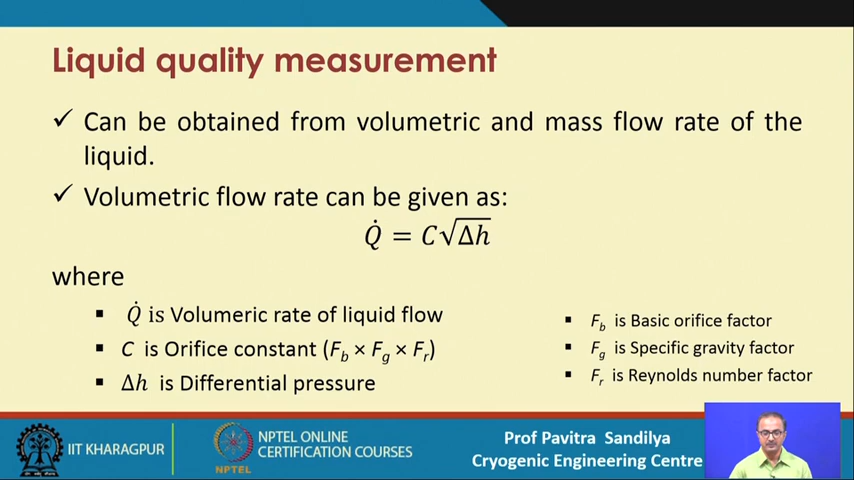 Liquid quality measurement
✓ Can be obtained from volumetric and mass flow rate of the
liquid.
✓ Volumetric flow rate can be given as:
Q̇ = C√Δh
where
▪ Q̇ is Volumeric rate of liquid flow
▪ C is Orifice constant (F_b × F_g × F_r)
▪ Δh is Differential pressure
▪ F_b is Basic orifice factor
▪ F_g is Specific gravity factor
▪ F_r is Reynolds number factor
IIT KHARAGPUR
NPTEL
NPTEL ONLINE
CERTIFICATION COURSES
Prof Pavitra Sandilya
Cryogenic Engineering Centre